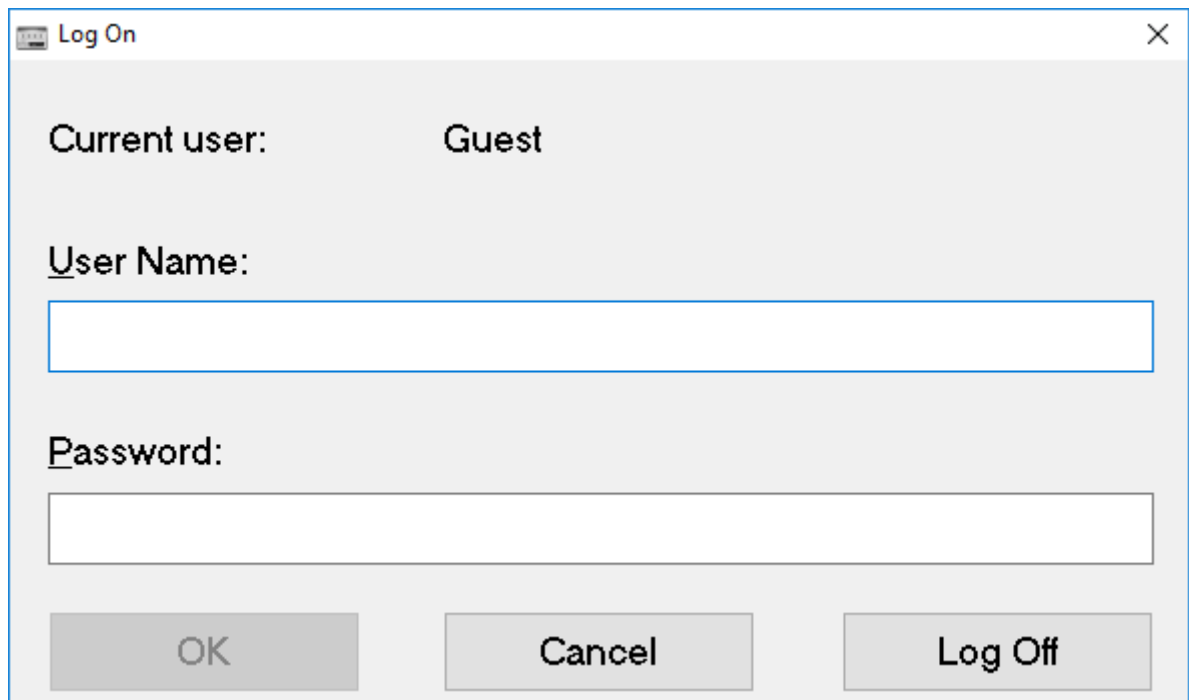 Log On
Current user: Guest
User Name:
Password:
OK Cancel Log Off